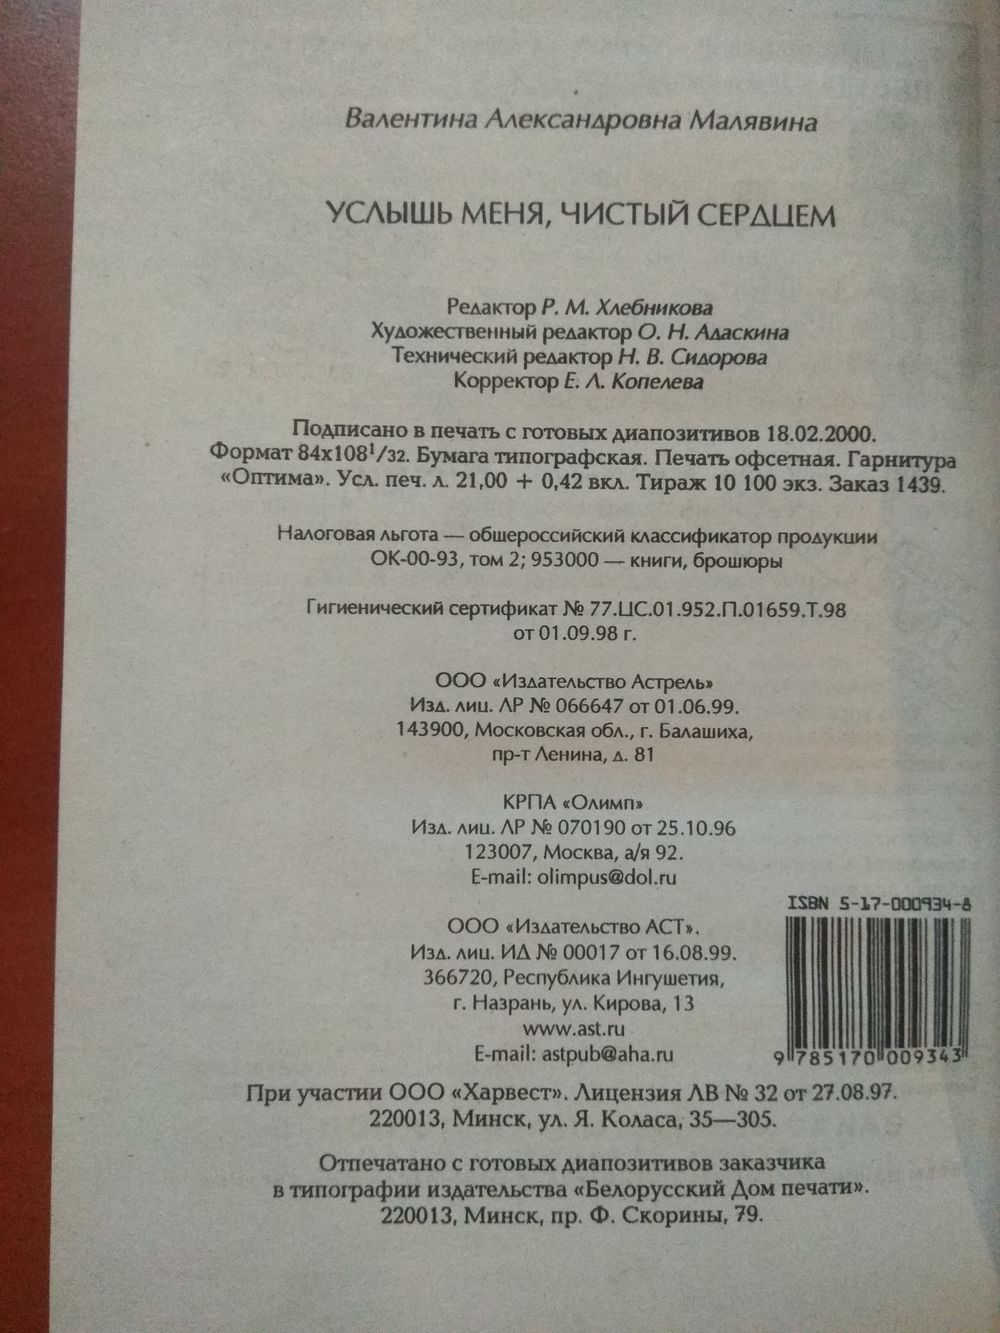 Валентина Александровна Малявина
УСЛЫШЬ МЕНЯ, ЧИСТЫЙ СЕРДЦЕМ
Редактор Р. М. Хлебникова
Художественный редактор О. Н. Адаскина
Технический редактор Н. В. Сидорова
Корректор Е. Л. Копелева
Подписано в печать с готовых диапозитивов 18.02.2000.
Формат 84x108¹/32. Бумага типографская. Печать офсетная. Гарнитура
«Оптима». Усл. печ. л. 21,00 + 0,42 вкл. Тираж 10 100 экз. Заказ 1439.
Налоговая льгота — общероссийский классификатор продукции
ОК-00-93, том 2; 953000 — книги, брошюры
Гигиенический сертификат № 77.ЦС.01.952.П.01659.Т.98
от 01.09.98 г.
ООО «Издательство Астрель»
Изд. лиц. ЛР № 066647 от 01.06.99.
143900, Московская обл., г. Балашиха,
пр-т Ленина, д. 81
КРПА «Олимп»
Изд. лиц. ЛР № 070190 от 25.10.96
123007, Москва, а/я 92.
E-mail: olimpus@dol.ru
ООО «Издательство АСТ».
Изд. лиц. ИД № 00017 от 16.08.99.
366720, Республика Ингушетия,
г. Назрань, ул. Кирова, 13
www.ast.ru
E-mail: astpub@aha.ru
ISBN 5-17-000934-8
9 785170 009343
При участии ООО «Харвест». Лицензия ЛВ № 32 от 27.08.97.
220013, Минск, ул. Я. Коласа, 35—305.
Отпечатано с готовых диапозитивов заказчика
в типографии издательства «Белорусский Дом печати».
220013, Минск, пр. Ф. Скорины, 79.